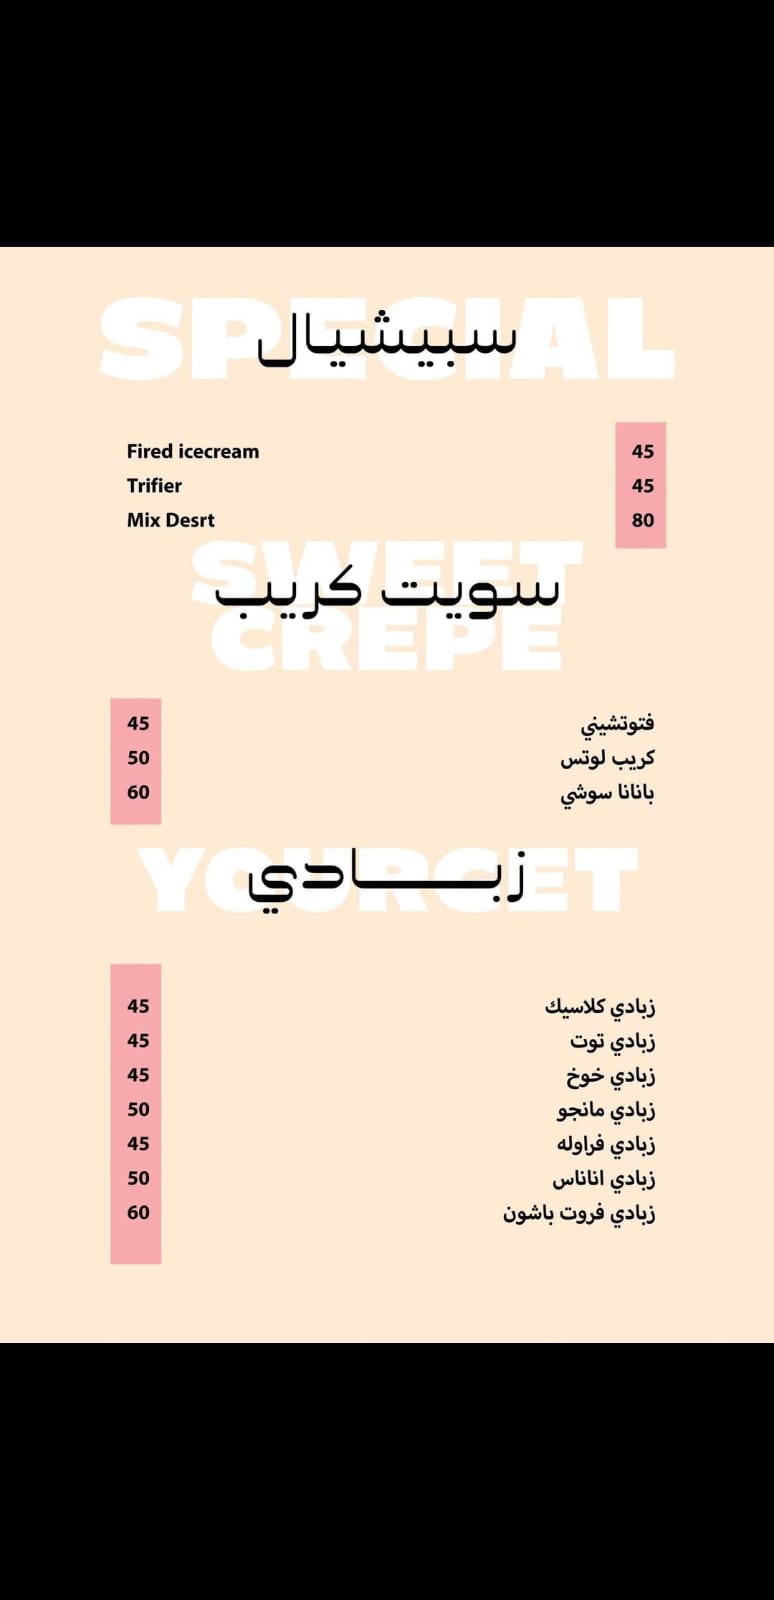 SPECIAL
سبيشيال
Fired icecream 45
Trifier 45
Mix Desrt 80
SWEET
سويت كريب
CREPE
فتوتشيني 45
كريب لوتس 50
بانانا سوشي 60
YOURGET
زبـــادي
زبادي كلاسيك 45
زبادي توت 45
زبادي خوخ 45
زبادي مانجو 50
زبادي فراوله 45
زبادي اناناس 50
زبادي فروت باشون 60